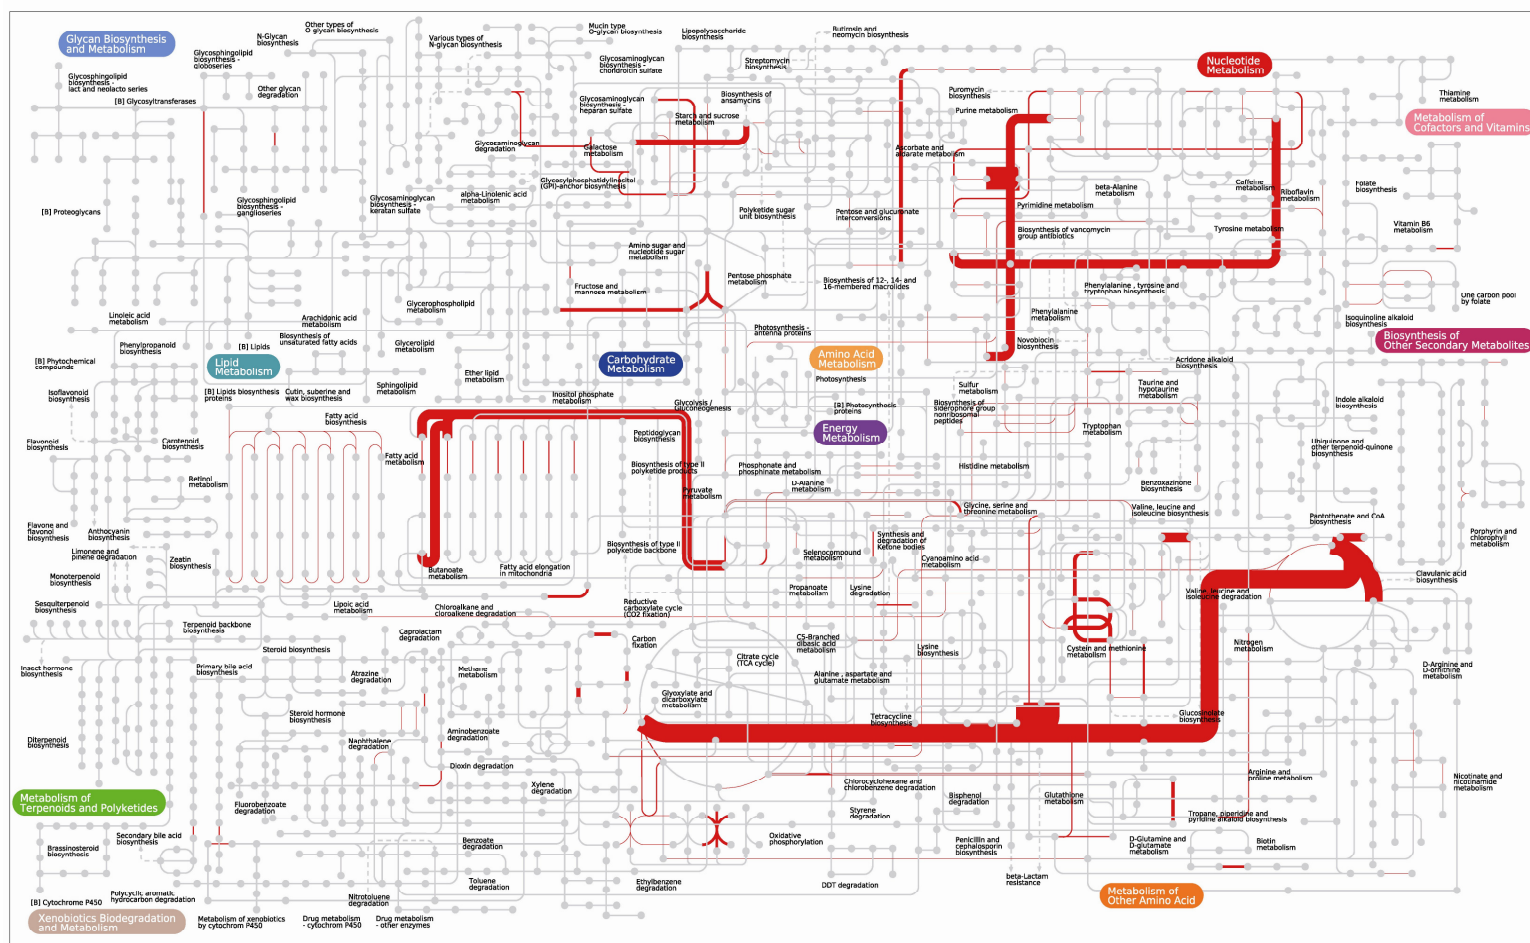 Glycan Biosynthesis
and Metabolism
N-Glycan
biosynthesis
Other types of
O glycan biosynthesis
Various types of
N-glycan biosynthesis
Mucin type
O-glycan biosynthesis
Lipopolysaccharide
biosynthesis
Butirosin and
neomycin biosynthesis
Nucleotide
Metabolism
Glycosphingolipid
biosynthesis -
globoseries
Glycosaminoglycan
biosynthesis -
chondroitin sulfate
Streptomycin
biosynthesis
Glycosphingolipid
biosynthesis -
lact and neolacto series
Other glycan
degradation
[B] Glycosyltransferases
Glycosaminoglycan
biosynthesis -
heparan sulfate
Biosynthesis of
ansamycins
Puromycin
biosynthesis
Purine metabolism
Thiamine
metabolism
Metabolism of
Cofactors and Vitamins
Starch and sucrose
metabolism
Glycosaminoglycan
degradation
Galactose
metabolism
Ascorbate and
aldarate metabolism
Glycosylphosphatidylinositol
(GPI)-anchor biosynthesis
alpha-Linolenic acid
metabolism
beta-Alanine
metabolism
Caffeine
metabolism
Riboflavin
metabolism
Folate
biosynthesis
[B] Proteoglycans
Glycosphingolipid
biosynthesis -
ganglioseries
Glycosaminoglycan
biosynthesis -
keratan sulfate
Polyketide sugar
unit biosynthesis
Pentose and glucuronate
interconversions
Pyrimidine metabolism
Biosynthesis of vancomycin
group antibiotics
Tyrosine metabolism
Vitamin B6
metabolism
Amino sugar and
nucleotide sugar
metabolism
Pentose phosphate
metabolism
Biosynthesis of 12-, 14- and
16-membered macrolides
Phenylalanine , tyrosine and
tryptophan biosynthesis
Fructose and
mannose metabolism
One carbon pool
by folate
Linoleic acid
metabolism
Arachidonic acid
metabolism
Glycerophospholipid
metabolism
Phenylalanine
metabolism
Isoquinoline alkaloid
biosynthesis
Photosynthesis -
antenna proteins
Biosynthesis of
unsaturated fatty acids
Phenylpropanoid
biosynthesis
[B] Lipids
Glycerolipid
metabolism
Novobiocin
biosynthesis
Biosynthesis of
Other Secondary Metabolites
[B] Phytochemical
compounds
Lipid
Metabolism
Carbohydrate
Metabolism
Amino Acid
Metabolism
Acridone alkaloid
biosynthesis
Ether lipid
metabolism
Photosynthesis
Isoflavonoid
biosynthesis
[B] Lipids biosynthesis
proteins
Cutin, suberine and
wax biosynthesis
Sphingolipid
metabolism
Inositol phosphate
metabolism
Glycolysis /
Gluconeogenesis
[B] Photosynthesis
proteins
Sulfur
metabolism
Biosynthesis of
siderophore group
nonribosomal
peptides
Taurine and
hypotaurine
metabolism
Indole alkaloid
biosynthesis
Fatty acid
biosynthesis
Energy
Metabolism
Tryptophan
metabolism
Flavonoid
biosynthesis
Carotenoid
biosynthesis
Fatty acid
metabolism
Peptidoglycan
biosynthesis
Ubiquinone and
other terpenoid-quinone
biosynthesis
Biosynthesis of type II
polyketide products
Phosphonate and
phosphinate metabolism
Histidine metabolism
Retinol
metabolism
Pyruvate
metabolism
D-Alanine
metabolism
Benzoxazinone
biosynthesis
Glycine, serine and
threonine metabolism
Valine, leucine and
isoleucine biosynthesis
Pantothenate and CoA
biosynthesis
Flavone and
flavonol
biosynthesis
Anthocyanin
biosynthesis
Limonene and
pinene degradation
Zeatin
biosynthesis
Biosynthesis of type II
polyketide backbone
Synthesis and
degradation of
Ketone bodies
Selenocompound
metabolism
Cyanoamino acid
metabolism
Porphyrin and
chlorophyll
metabolism
Butanoate
metabolism
Fatty acid elongation
in mitochondria
Clavulanic acid
biosynthesis
Monoterpenoid
biosynthesis
Propanoate
metabolism
Lysine
degradation
Valine, leucine and
isoleucine degradation
Sesquiterpenoid
biosynthesis
Lipoic acid
metabolism
Chloroalkane and
cloroalkene degradation
Reductive
carboxylate cycle
(CO2 fixation)
Terpenoid backbone
biosynthesis
Caprolactam
degradation
Carbon
fixation
C5-Branched
dibasic acid
metabolism
Lysine
biosynthesis
Cystein and methionine
metabolism
Nitrogen
metabolism
Steroid biosynthesis
Citrate cycle
(TCA cycle)
Insect hormone
biosynthesis
Primary bile acid
biosynthesis
Atrazine
degradation
Methane
metabolism
Alanine , aspartate and
glutamate metabolism
D-Arginine and
D-ornithine
metabolism
Glyoxylate and
dicarboxylate
metabolism
Steroid hormone
biosynthesis
Tetracycline
biosynthesis
Glucosinolate
biosynthesis
Diterpenoid
biosynthesis
Naphthalene
degradation
Aminobenzoate
degradation
Dioxin degradation
Xylene
degradation
Chlorocyclohexane and
chlorobenzene degradation
Arginine and
proline metabolism
Nicotinate and
nicotinamide
metabolism
Metabolism of
Terpenoids and Polyketides
Fluorobenzoate
degradation
Bisphenol
degradation
Glutathione
metabolism
Styrene
degradation
Tropane, piperidine and
pyridine alkaloid biosynthesis
Brassinosteroid
biosynthesis
Secondary bile acid
biosynthesis
Benzoate
degradation
Oxidative
phosphorylation
Penicillin and
cephalosporin
biosynthesis
D-Glutamine and
D-glutamate
metabolism
Biotin
metabolism
Toluene
degradation
Ethylbenzene
degradation
DDT degradation
beta-Lactam
resistance
[B] Cytochrome P450
Polycyclic aromatic
hydrocarbon degradation
Nitrotoluene
degradation
Metabolism of
Other Amino Acid
Xenobiotics Biodegradation
and Metabolism
Metabolism of xenobiotics
by cytochrom P450
Drug metabolism
- cytochrom P450
Drug metabolism
- other enzymes